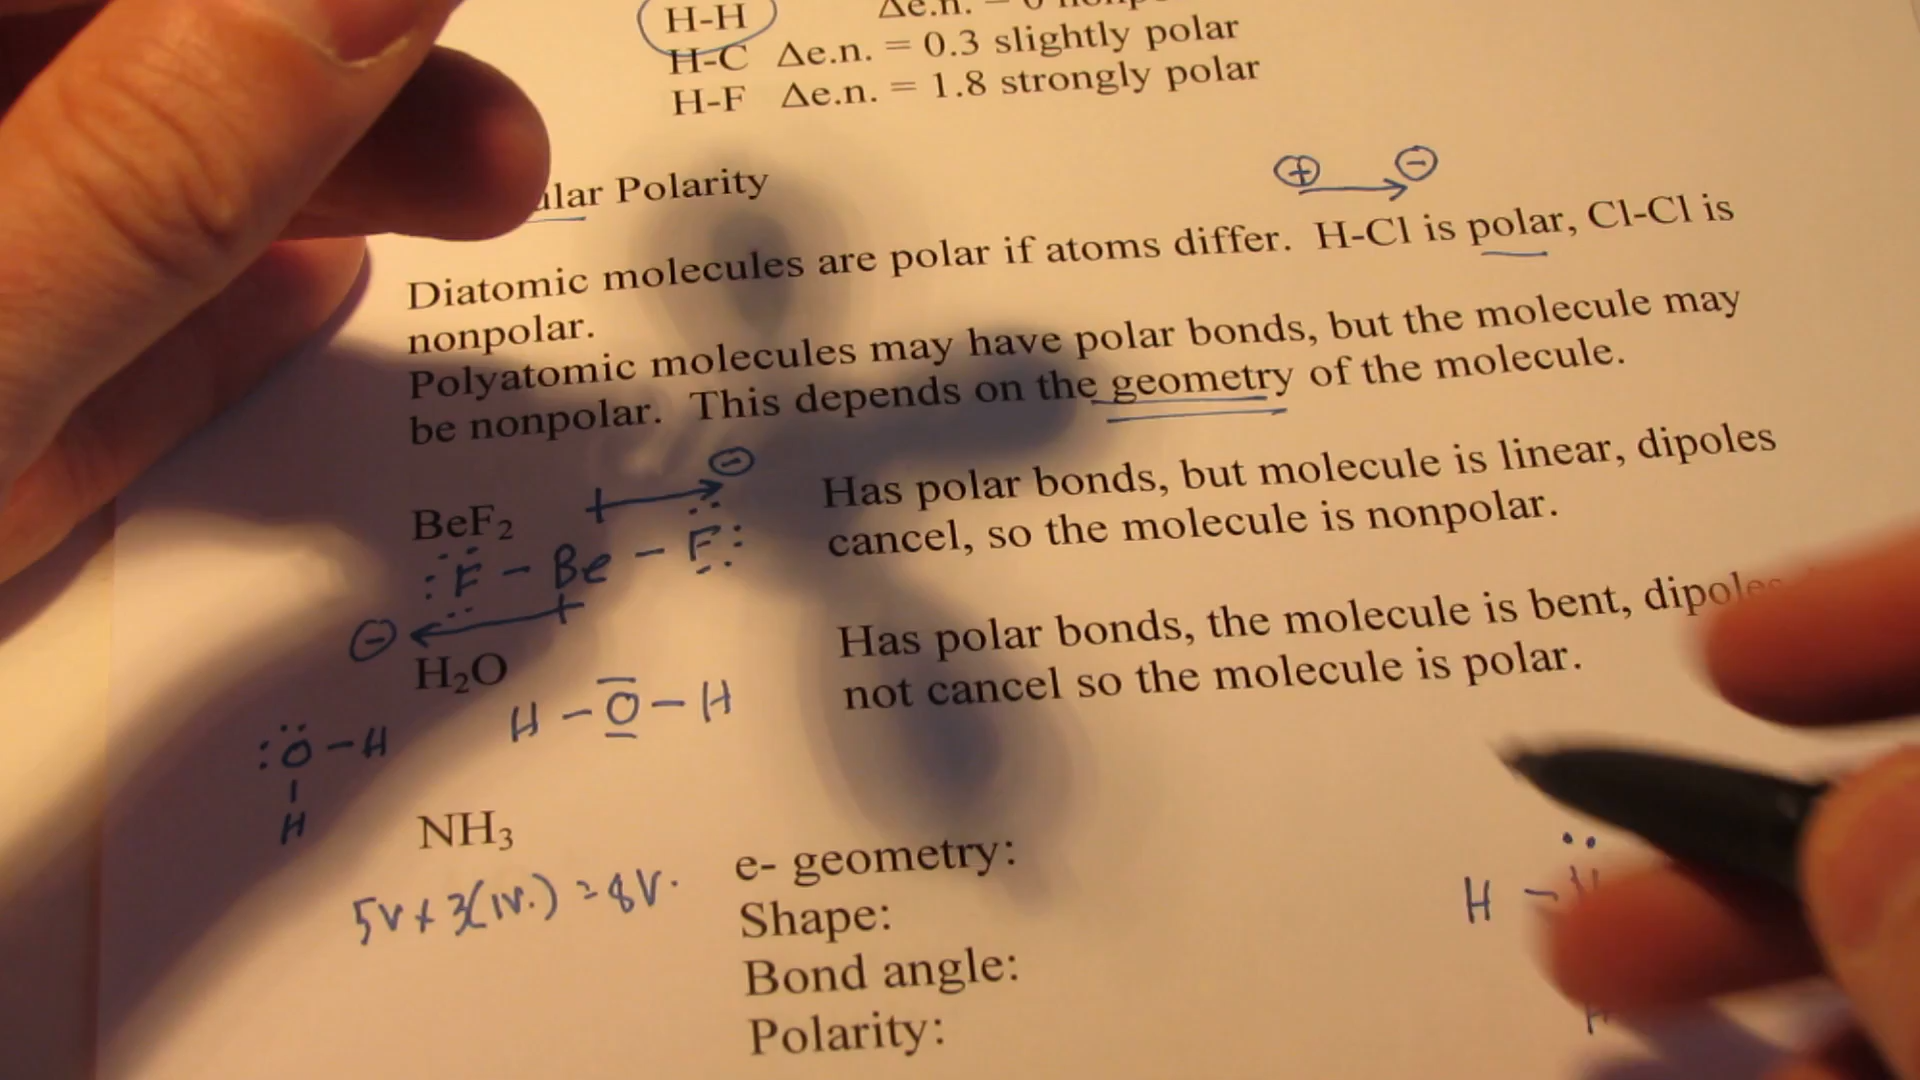 H-H Δe.n. = 0
H-C Δe.n. = 0.3 slightly polar
H-F Δe.n. = 1.8 strongly polar
lar Polarity
+ → -
Diatomic molecules are polar if atoms differ. H-Cl is polar, Cl-Cl is
nonpolar.
Polyatomic molecules may have polar bonds, but the molecule may
be nonpolar. This depends on the geometry of the molecule.
BeF₂
-
:F - Be - F:
-
Has polar bonds, but molecule is linear, dipoles
cancel, so the molecule is nonpolar.
H₂O
H - O - H
:O - H
H
Has polar bonds, the molecule is bent, dipoles
not cancel so the molecule is polar.
NH₃
5V + 3(1V.) = 8V.
e- geometry:
Shape:
Bond angle:
Polarity:
H -